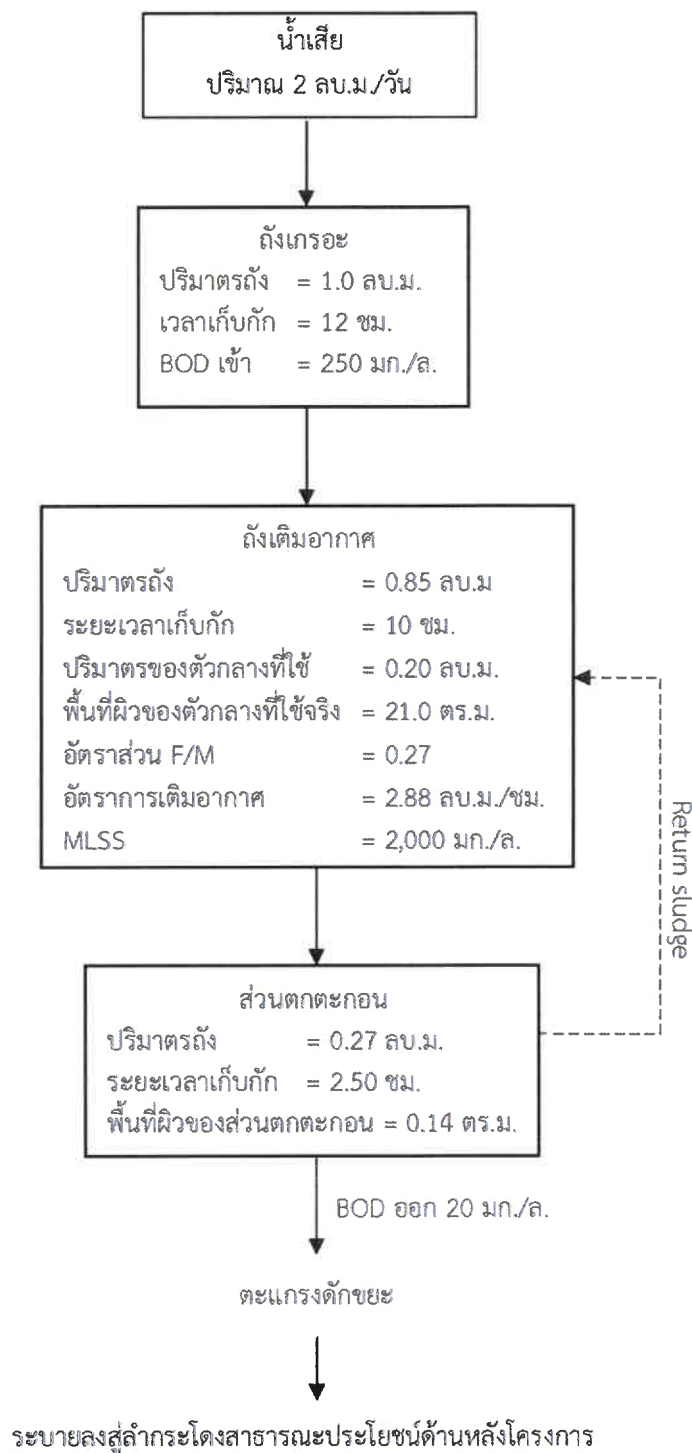 น้ำเสีย
ปริมาณ 2 ลบ.ม./วัน
ถังเกรอะ
ปริมาตรถัง = 1.0 ลบ.ม.
เวลาเก็บกัก = 12 ชม.
BOD เข้า = 250 มก./ล.
ถังเติมอากาศ
ปริมาตรถัง = 0.85 ลบ.ม
ระยะเวลาเก็บกัก = 10 ชม.
ปริมาตรของตัวกลางที่ใช้ = 0.20 ลบ.ม.
พื้นที่ผิวของตัวกลางที่ใช้จริง = 21.0 ตร.ม.
อัตราส่วน F/M = 0.27
อัตราการเติมอากาศ = 2.88 ลบ.ม./ชม.
MLSS = 2,000 มก./ล.
Return sludge
ส่วนตกตะกอน
ปริมาตรถัง = 0.27 ลบ.ม.
ระยะเวลาเก็บกัก = 2.50 ชม.
พื้นที่ผิวของส่วนตกตะกอน = 0.14 ตร.ม.
BOD ออก 20 มก./ล.
ตะแกรงดักขยะ
ระบายลงสู่ลำกระโดงสาธารณะประโยชน์ด้านหลังโครงการ